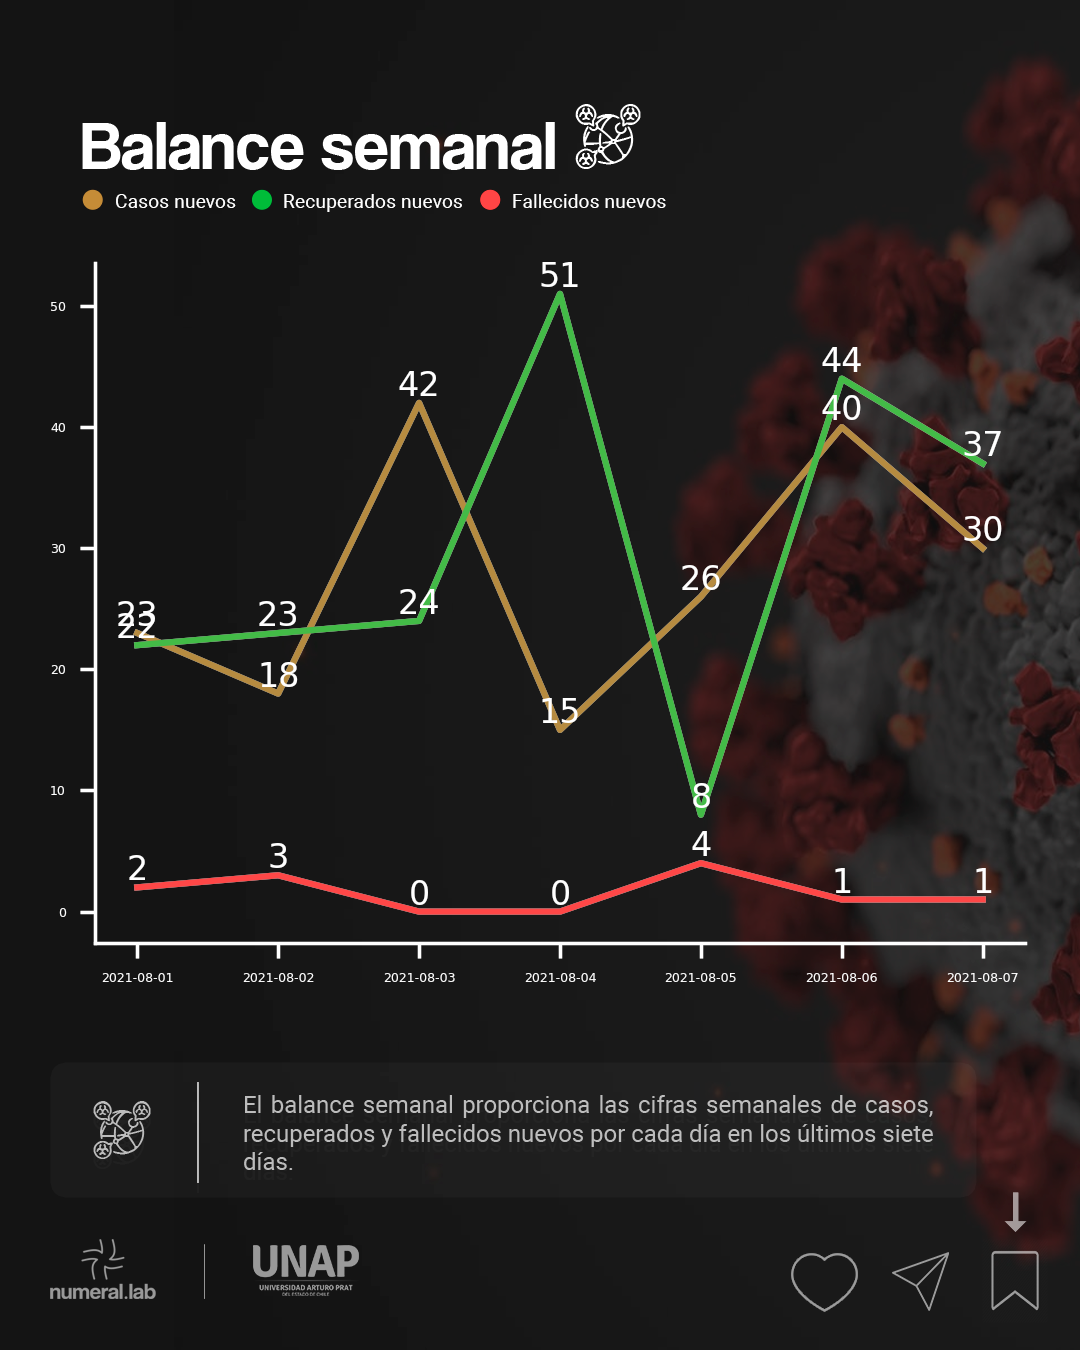 Balance semanal
Casos nuevos Recuperados nuevos Fallecidos nuevos
51
50
44
42
40
40
37
30
30
26
24
23
23
22
20
18
15
10
8
4
3
2
0
0
1
1
0
2021-08-01 2021-08-02 2021-08-03 2021-08-04 2021-08-05 2021-08-06 2021-08-07
El balance semanal proporciona las cifras semanales de casos,
recuperados y fallecidos nuevos por cada día en los últimos siete
días.
numeral.lab
UNAP
UNIVERSIDAD ARTURO PRAT
DEL ESTADO DE CHILE